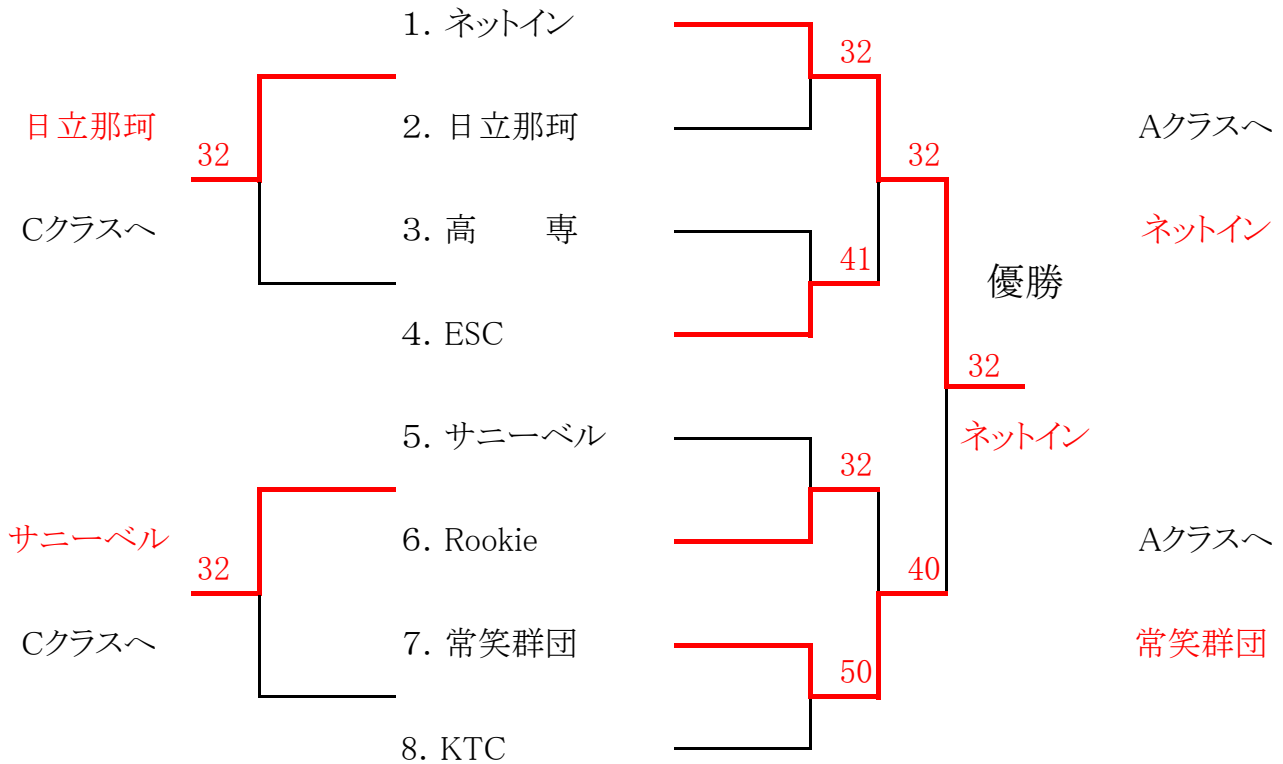 1. ネットイン
32
日立那珂
2. 日立那珂
Aクラスへ
32
32
Cクラスへ
3. 高　専
ネットイン
41
優勝
4. ESC
32
5. サニーベル
ネットイン
32
サニーベル
6. Rookie
Aクラスへ
32
40
Cクラスへ
7. 常笑群団
常笑群団
50
8. KTC